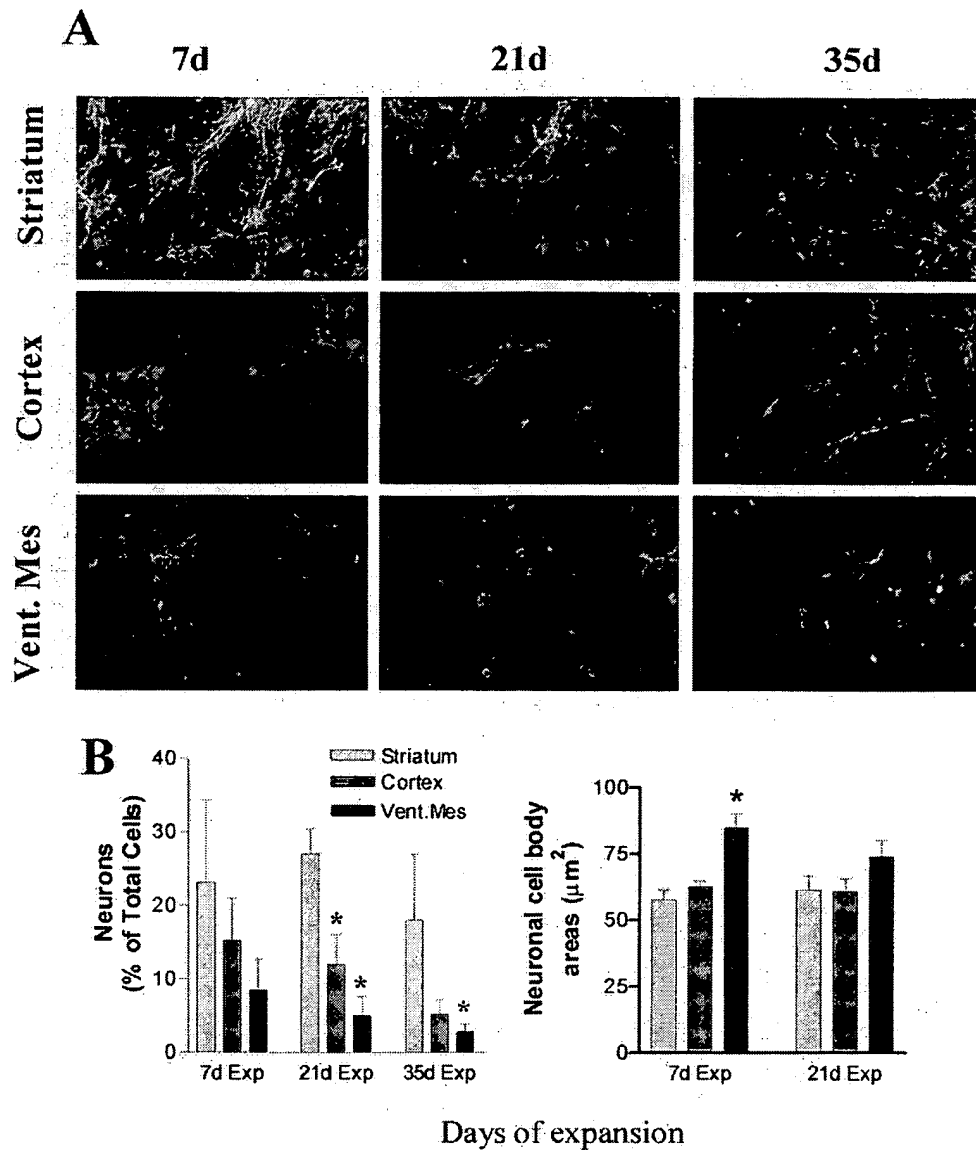 A
7d 21d 35d
Striatum
Cortex
Vent. Mes
B
Neurons
(% of Total Cells)
40
30
20
10
0
Striatum
Cortex
Vent.Mes
*
*
*
7d Exp 21d Exp 35d Exp
Neuronal cell body
areas (μm²)
100
75
50
25
0
*
7d Exp 21d Exp
Days of expansion